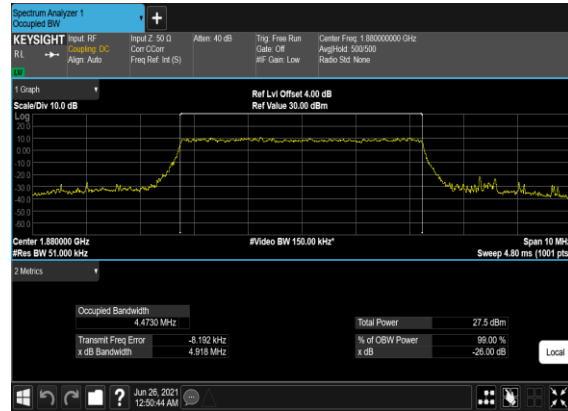 Spectrum Analyzer 1
Occupied BW
+
KEYSIGHT Input: RF Input Z: 50 Ω Atten: 40 dB Trig: Free Run Center Freq: 1.880000000 GHz
RL Coupling: DC Corr CCorr Gate: Off Avg|Hold: 500/500
Align: Auto Freq Ref: Int (S) #IF Gain: Low Radio Std: None
1 Graph
Ref Lvl Offset 4.00 dB
Scale/Div 10.0 dB Ref Value 30.00 dBm
Log
20.0
10.0
0.00
-10.0
-20.0
-30.0
-40.0
-50.0
-60.0
Center 1.880000 GHz #Video BW 150.00 kHz* Span 10 MHz
#Res BW 51.000 kHz Sweep 4.80 ms (1001 pts)
2 Metrics
Occupied Bandwidth
4.4730 MHz Total Power 27.5 dBm
Transmit Freq Error -8.192 kHz % of OBW Power 99.00 %
x dB Bandwidth 4.918 MHz x dB -26.00 dB
Local
? Jun 26, 2021
12:50:44 AM